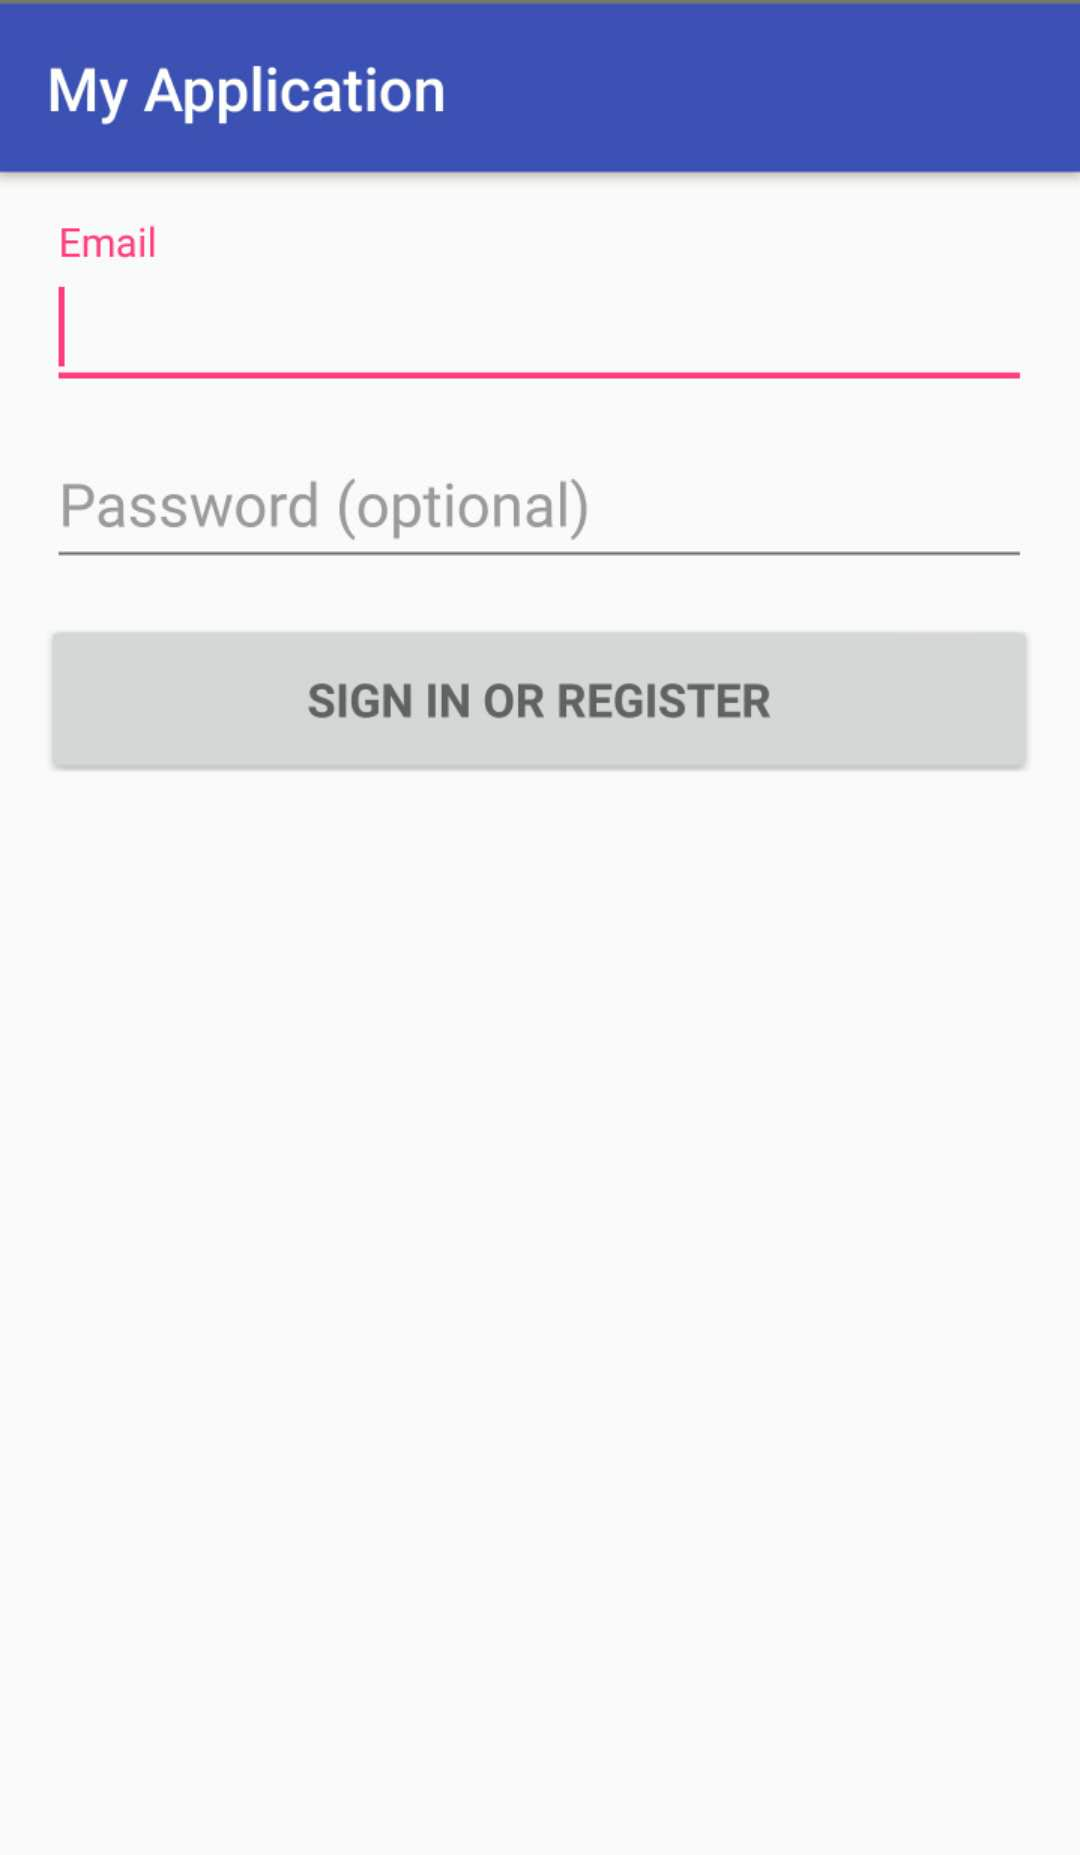 My Application
Email
Password (optional)
SIGN IN OR REGISTER